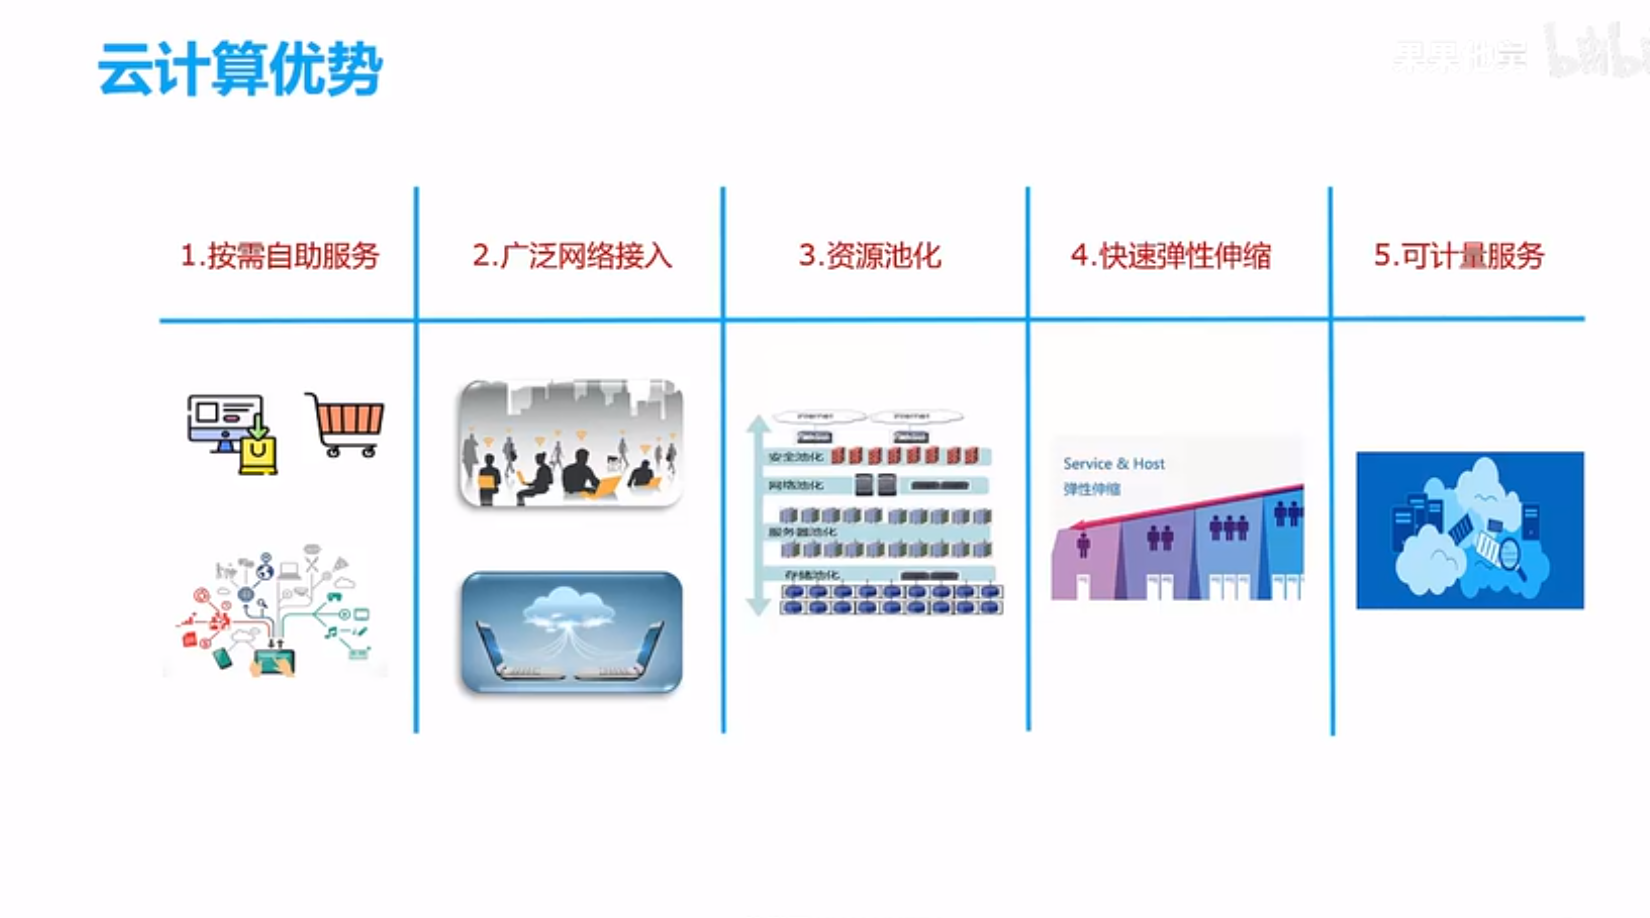 云计算优势
果果他舅
1.按需自助服务
2.广泛网络接入
3.资源池化
4.快速弹性伸缩
5.可计量服务
Internet
Internet
安全池化
网络池化
服务器池化
存储池化
Service & Host
弹性伸缩